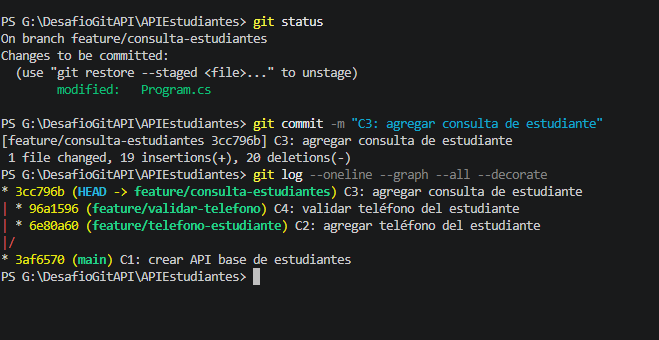 PS G:\DesafioGitAPI\APIEstudiantes> git status
On branch feature/consulta-estudiantes
Changes to be committed:
  (use "git restore --staged <file>..." to unstage)
        modified:   Program.cs

PS G:\DesafioGitAPI\APIEstudiantes> git commit -m "C3: agregar consulta de estudiante"
[feature/consulta-estudiantes 3cc796b] C3: agregar consulta de estudiante
 1 file changed, 19 insertions(+), 20 deletions(-)
PS G:\DesafioGitAPI\APIEstudiantes> git log --oneline --graph --all --decorate
* 3cc796b (HEAD -> feature/consulta-estudiantes) C3: agregar consulta de estudiante
| * 96a1596 (feature/validar-telefono) C4: validar teléfono del estudiante
| * 6e80a60 (feature/telefono-estudiante) C2: agregar teléfono del estudiante
|/
* 3af6570 (main) C1: crear API base de estudiantes
PS G:\DesafioGitAPI\APIEstudiantes>